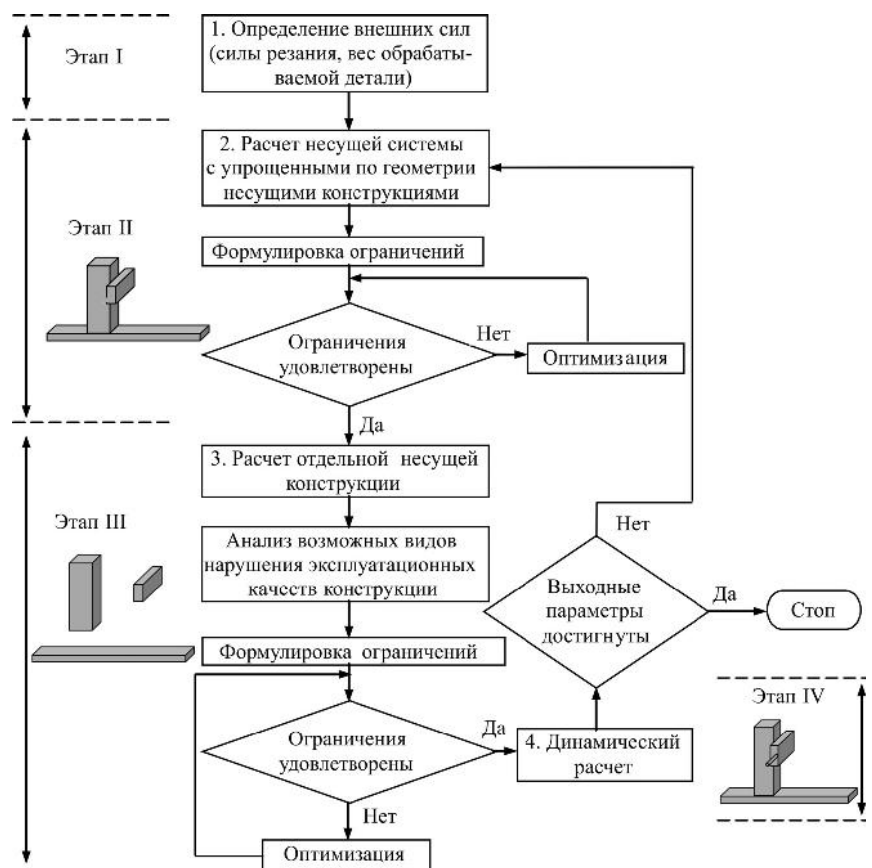 Этап I
1. Определение внешних сил
(силы резания, вес обрабаты-
ваемой детали)
Этап II
2. Расчет несущей системы
с упрощенными по геометрии
несущими конструкциями
Формулировка ограничений
Ограничения
удовлетворены
Нет
Оптимизация
Да
Этап III
3. Расчет отдельной несущей
конструкции
Анализ возможных видов
нарушения эксплуатационных
качеств конструкции
Формулировка ограничений
Ограничения
удовлетворены
Да
Нет
Оптимизация
4. Динамический
расчет
Этап IV
Выходные
параметры
достигнуты
Нет
Да
Стоп